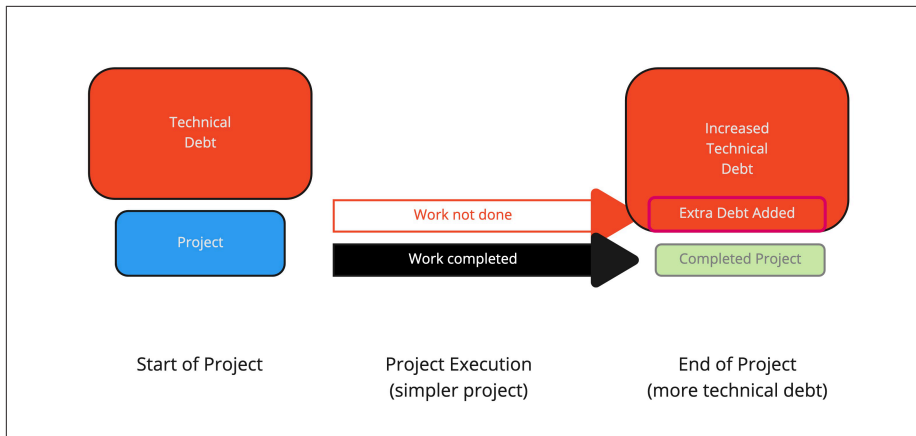 Technical
Debt
Project
Work not done
Work completed
Increased
Technical
Debt
Extra Debt Added
Completed Project
Start of Project
Project Execution
(simpler project)
End of Project
(more technical debt)